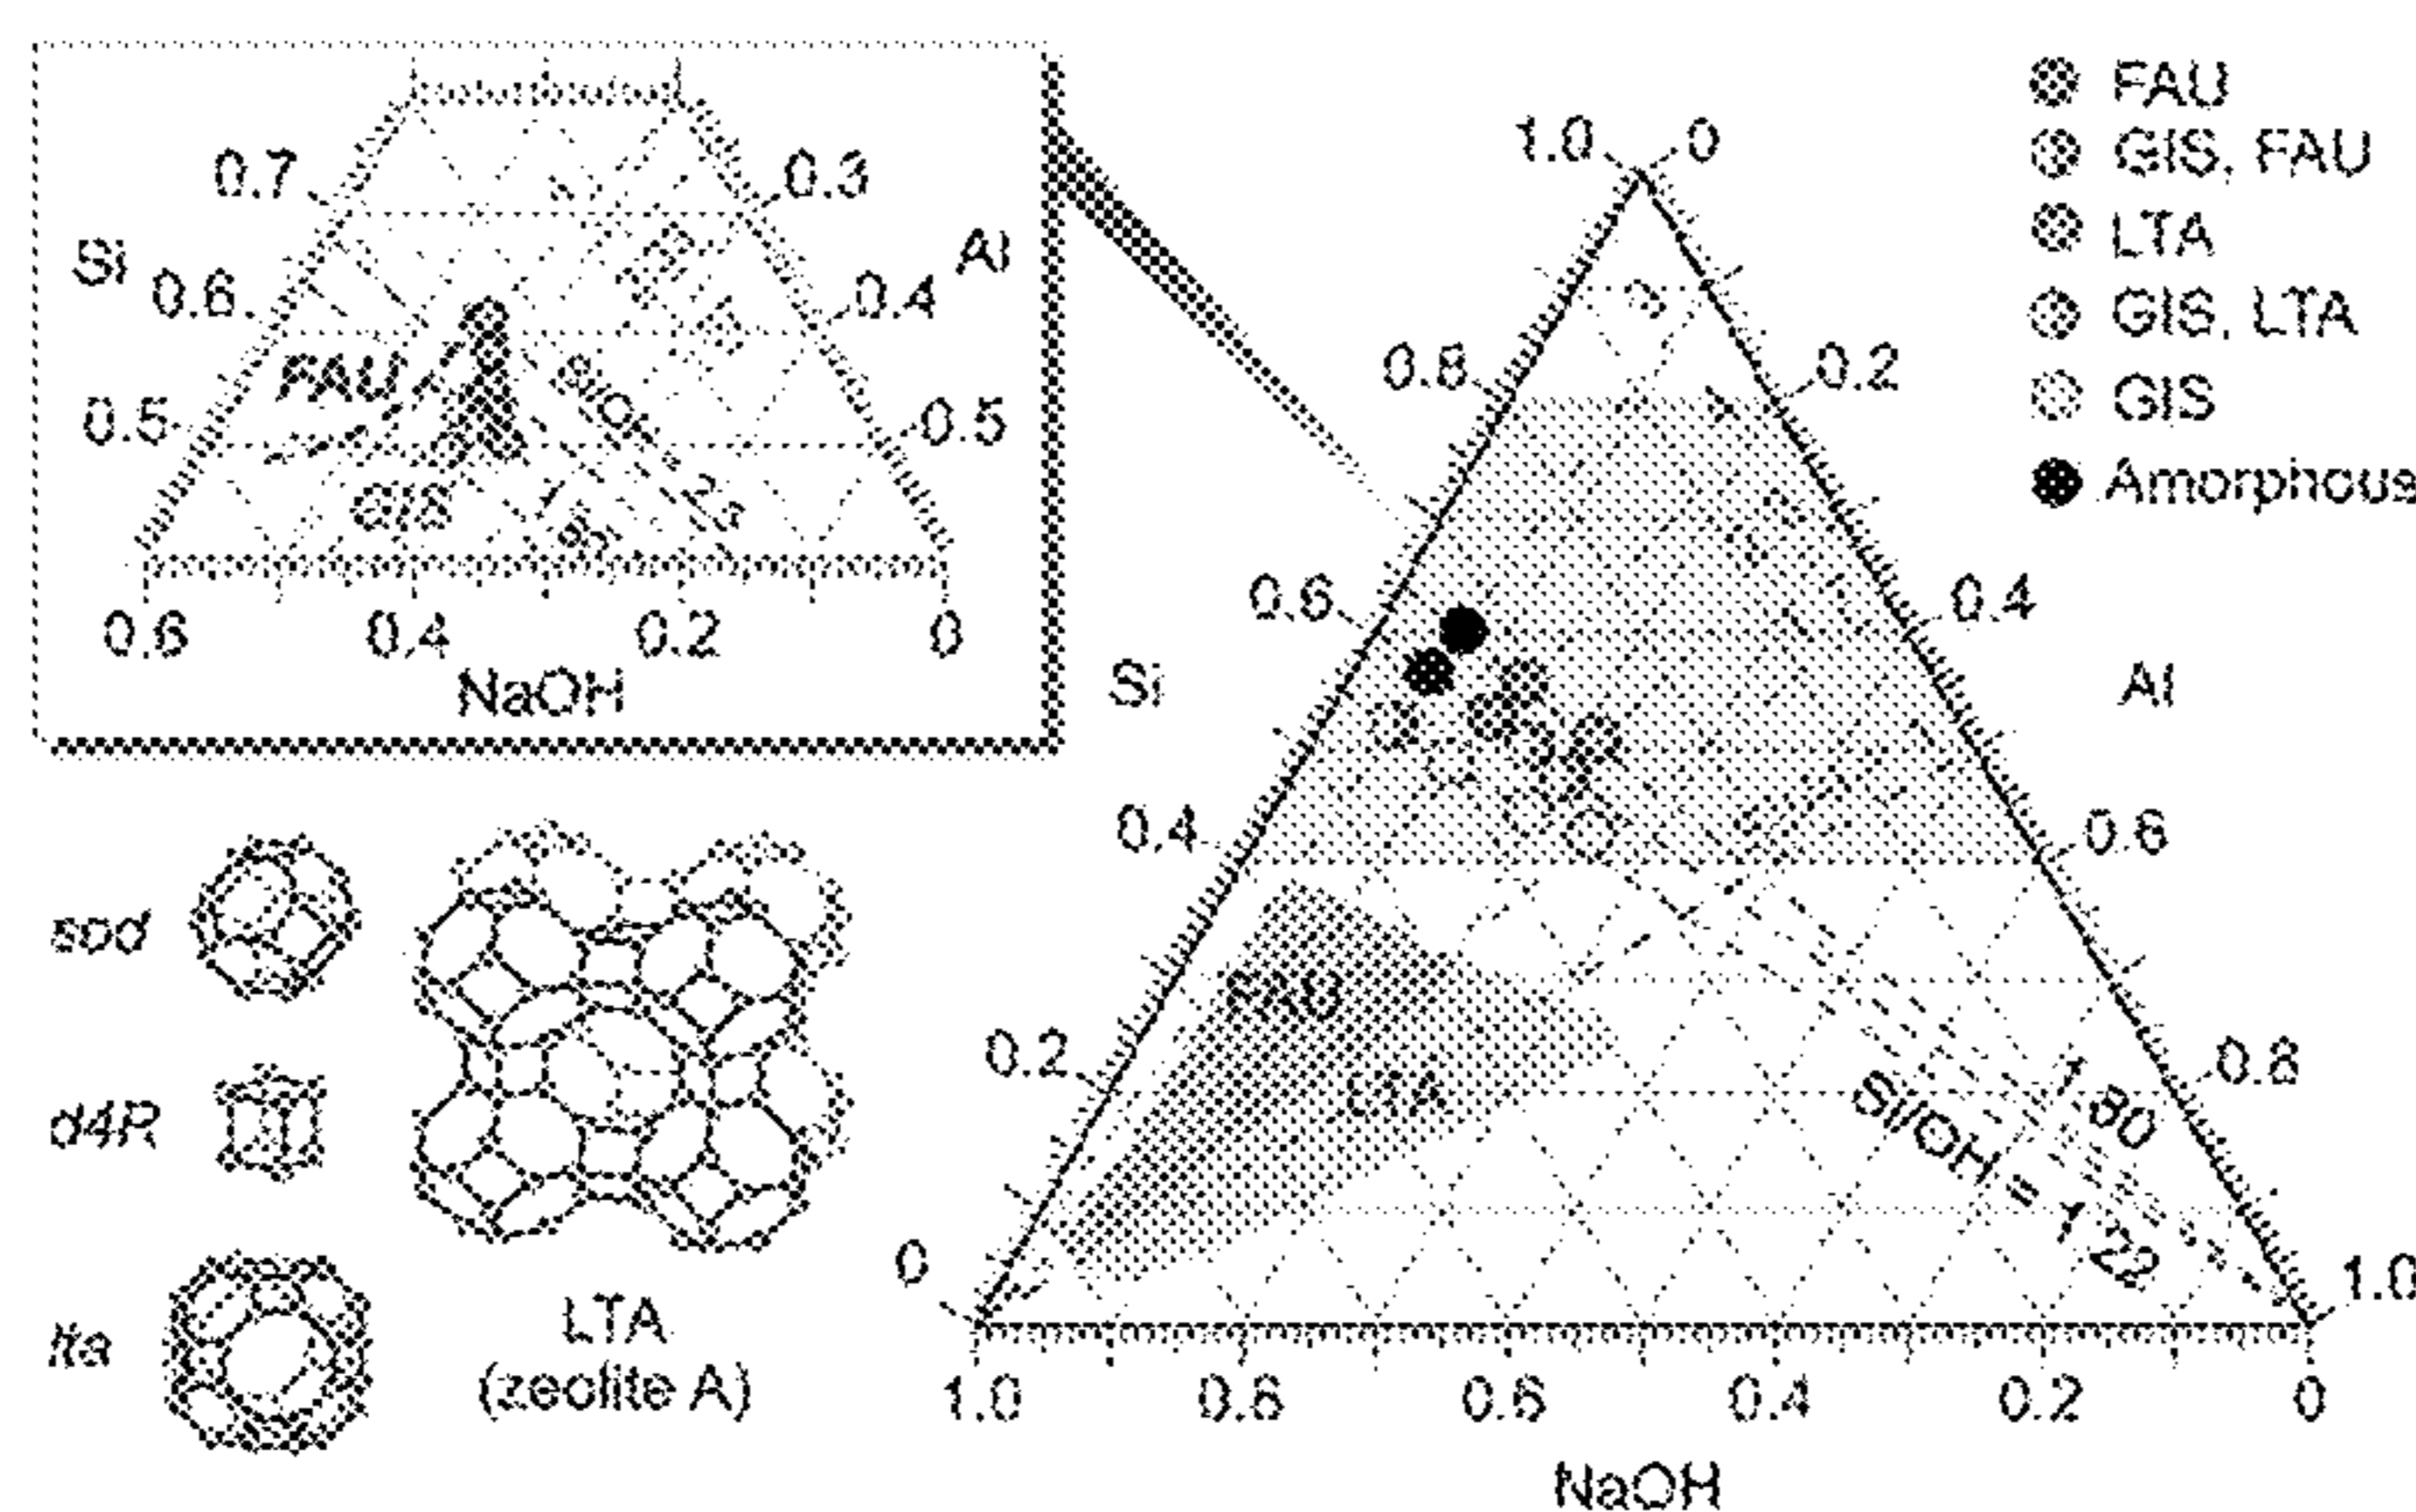 FAU
GIS, FAU
LTA
GIS, LTA
GIS
Amorphous
0.7
0.3
Si
Al
0.6
0.4
FAU
Si/OH =
0.5
0.5
GIS
2.5
0.6
0.4
0.2
0
NaOH
1.0
0
0.8
0.2
0.6
0.4
Si
Al
0.4
0.6
0.2
0.8
0
1.0
FAU
LTA
1.80
Si/OH = 1.22
1.0
0.8
0.6
0.4
0.2
0
NaOH
sod
d4R
lta
LTA
(zeolite A)